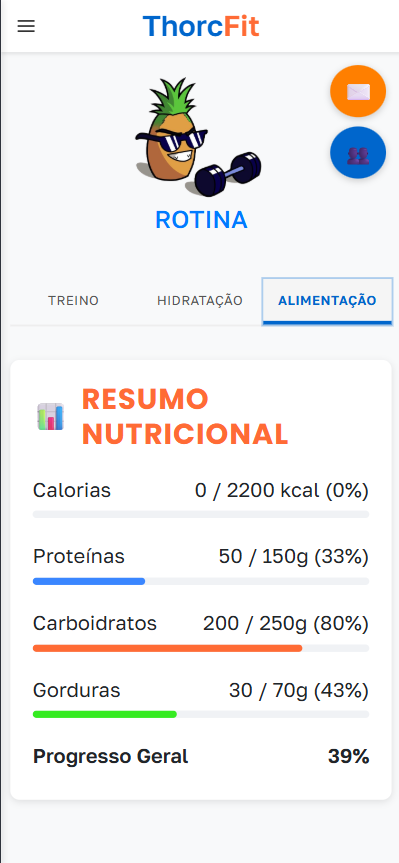 ThorcFit
ROTINA
TREINO HIDRATAÇÃO ALIMENTAÇÃO
RESUMO
NUTRICIONAL
Calorias 0 / 2200 kcal (0%)
Proteínas 50 / 150g (33%)
Carboidratos 200 / 250g (80%)
Gorduras 30 / 70g (43%)
Progresso Geral 39%